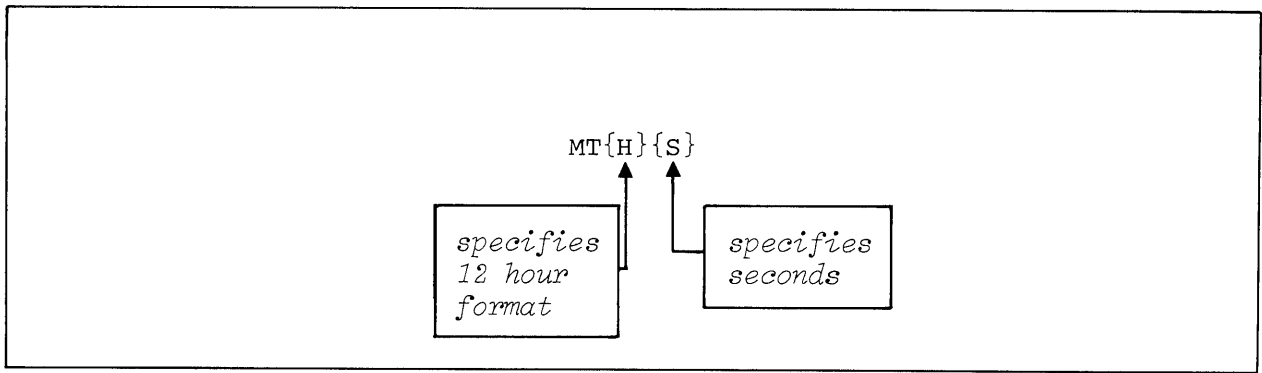 MT{H}{S}
specifies
12 hour
format
specifies
seconds